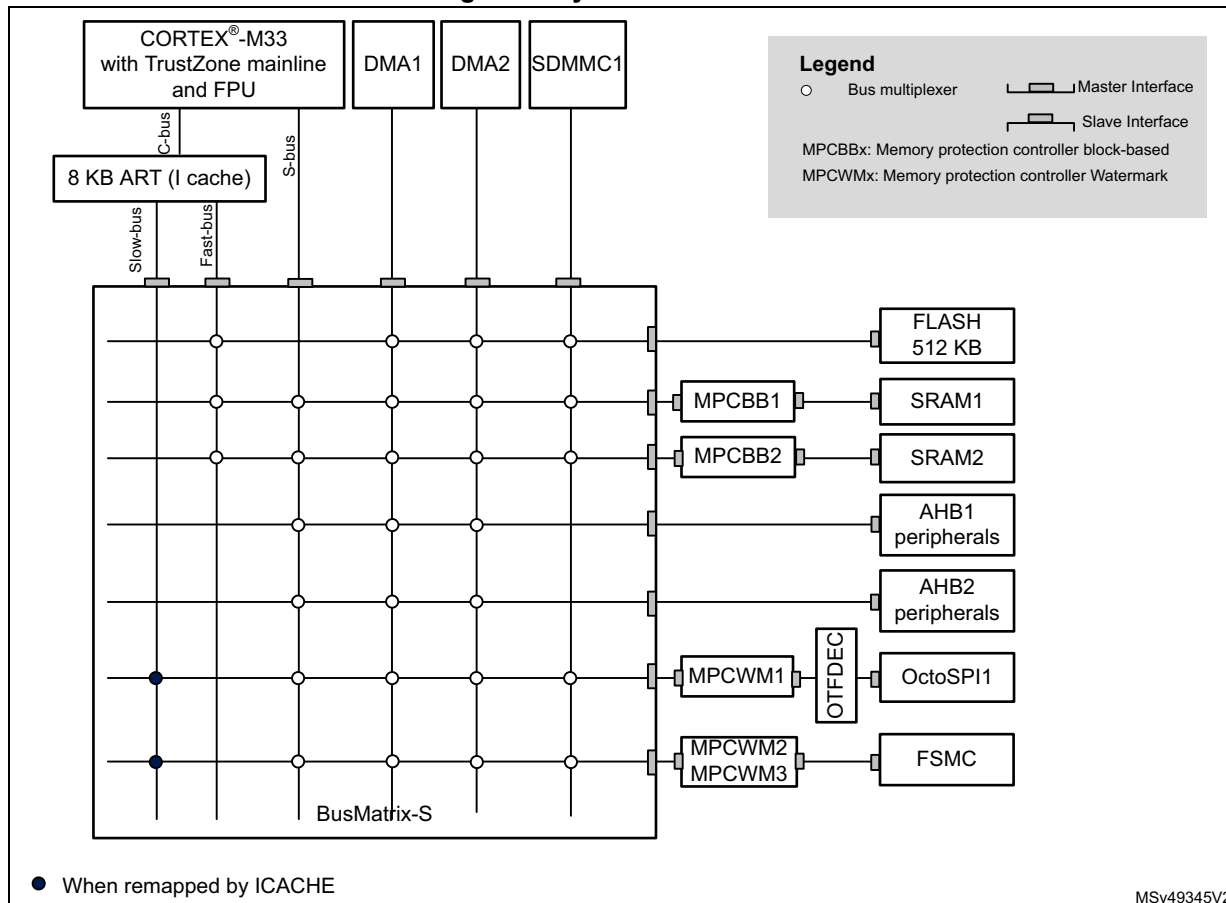 CORTEX®-M33
with TrustZone mainline
and FPU
DMA1
DMA2
SDMMC1
Legend
Bus multiplexer
Master Interface
Slave Interface
MPCBBx: Memory protection controller block-based
MPCWMx: Memory protection controller Watermark
C-bus
S-bus
8 KB ART (I cache)
Slow-bus
Fast-bus
FLASH
512 KB
MPCBB1
SRAM1
MPCBB2
SRAM2
AHB1
peripherals
AHB2
peripherals
MPCWM1
OTFDEC
OctoSPI1
MPCWM2
MPCWM3
FSMC
BusMatrix-S
When remapped by ICACHE
MSv49345V2